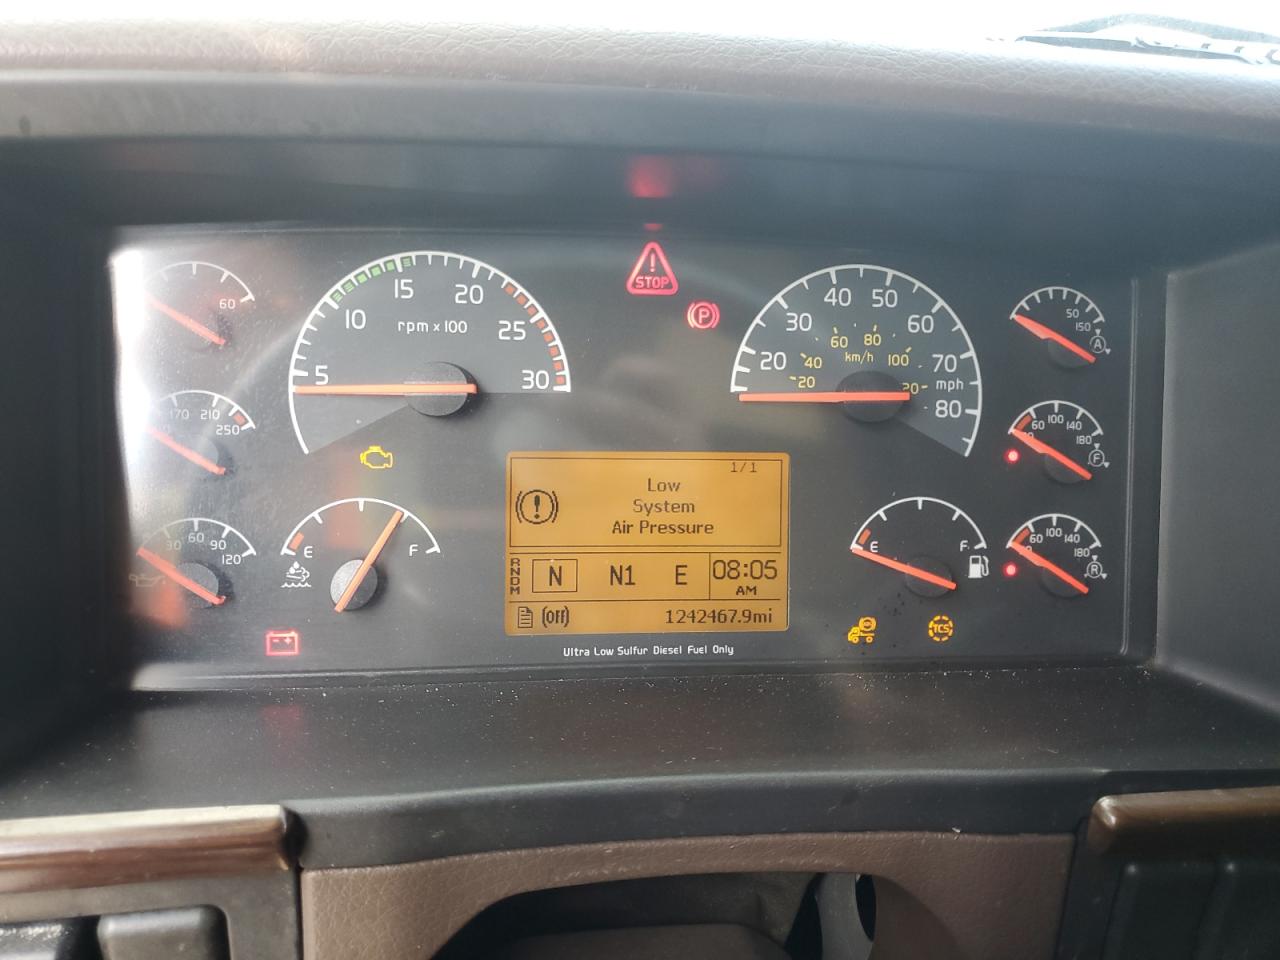 60
170 210 250
30 60 90 120
5 10 15 20 25 30
rpm x 100
E F
STOP
P
20 30 40 50 60 70 80
mph
20 40 60 80 100 120
km/h
50 150
A
60 100 140 180
F
60 100 140 180
R
E F
TCS
1/1
Low
System
Air Pressure
RNDM N N1 E 08:05
AM
(off) 1242467.9mi
Ultra Low Sulfur Diesel Fuel Only